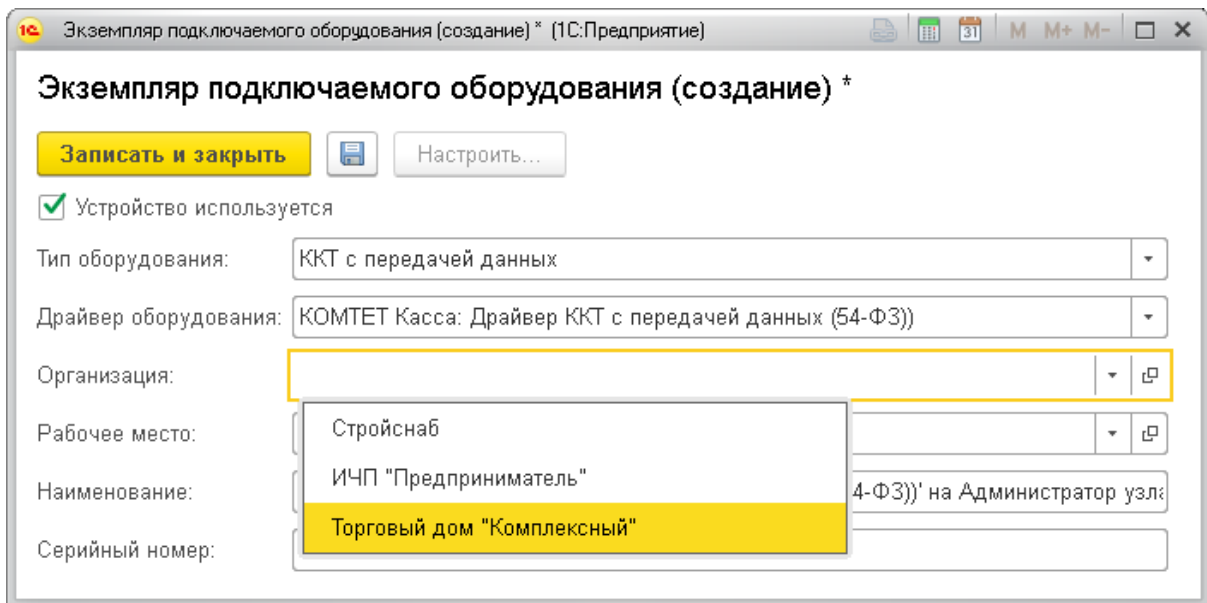 1С Экземпляр подключаемого оборудования (создание) * (1С:Предприятие) 31 M M+ M-
Экземпляр подключаемого оборудования (создание) *
Записать и закрыть Настроить...
Устройство используется
Тип оборудования: ККТ с передачей данных
Драйвер оборудования: КОМТЕТ Касса: Драйвер ККТ с передачей данных (54-ФЗ))
Организация:
Стройснаб
Рабочее место:
ИЧП "Предприниматель"
Наименование: 4-ФЗ))' на Администратор узла
Торговый дом "Комплексный"
Серийный номер: